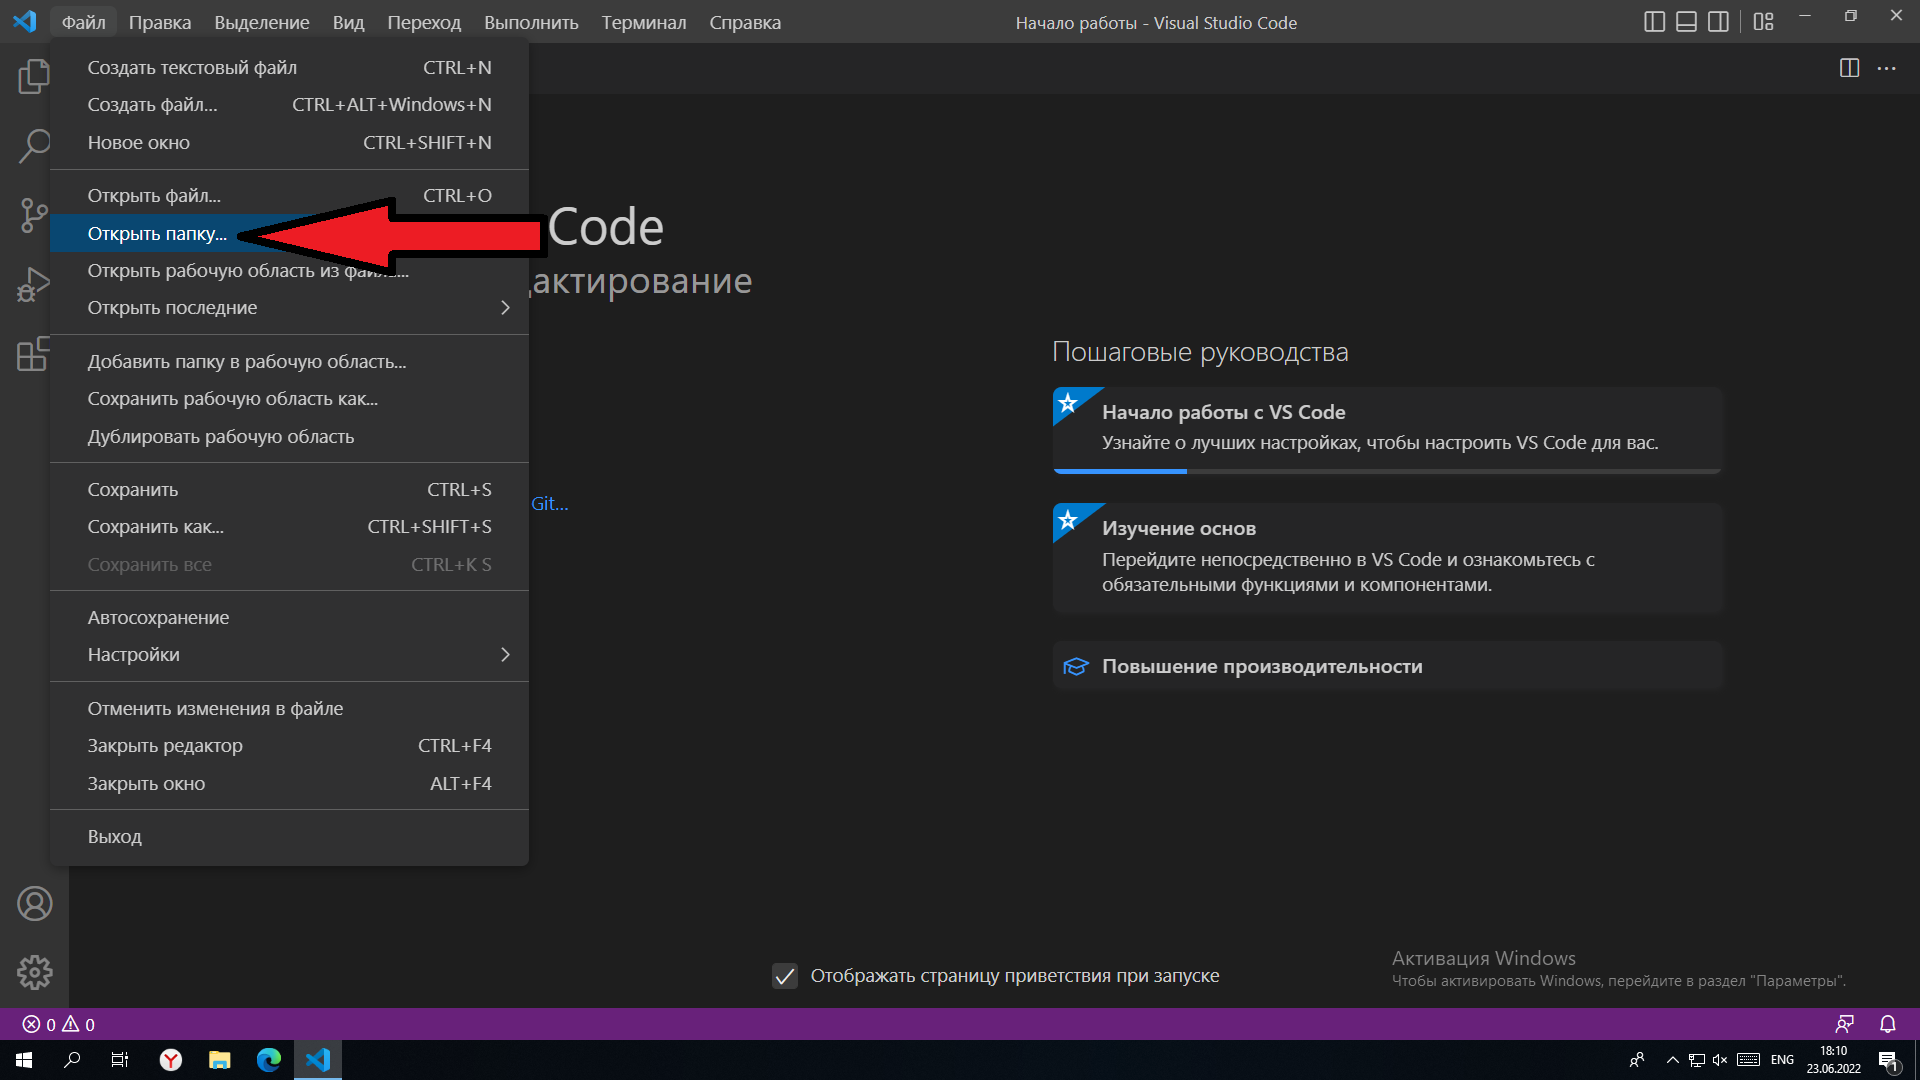 Файл Правка Выделение Вид Переход Выполнить Терминал Справка
Начало работы - Visual Studio Code
Создать текстовый файл CTRL+N
Создать файл... CTRL+ALT+Windows+N
Новое окно CTRL+SHIFT+N
Открыть файл... CTRL+O
Открыть папку...
Открыть рабочую область из файла...
Открыть последние
Добавить папку в рабочую область...
Сохранить рабочую область как...
Дублировать рабочую область
Сохранить CTRL+S
Сохранить как... CTRL+SHIFT+S
Сохранить все CTRL+K S
Автосохранение
Настройки
Отменить изменения в файле
Закрыть редактор CTRL+F4
Закрыть окно ALT+F4
Выход
Code
дактирование
Git...
Пошаговые руководства
Начало работы с VS Code
Узнайте о лучших настройках, чтобы настроить VS Code для вас.
Изучение основ
Перейдите непосредственно в VS Code и ознакомьтесь с
обязательными функциями и компонентами.
Повышение производительности
Отображать страницу приветствия при запуске
Активация Windows
Чтобы активировать Windows, перейдите в раздел "Параметры".
0 0
ENG
18:10
23.06.2022
1